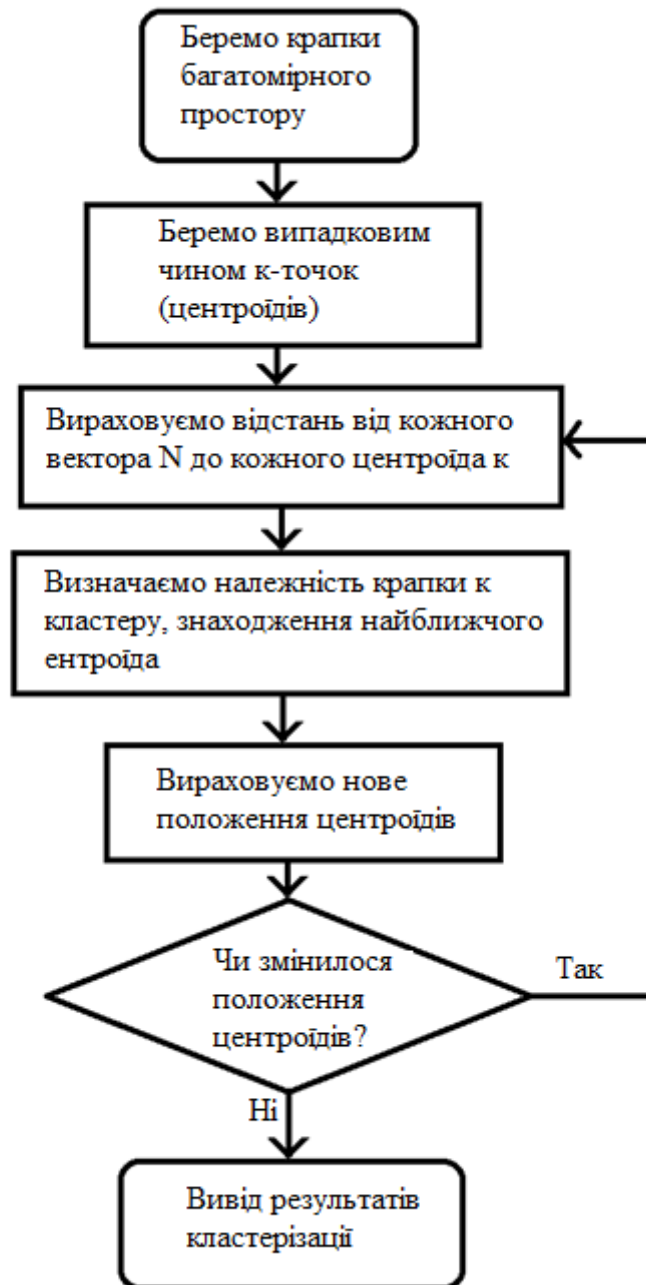 Беремо крапки
багатомірного
простору
Беремо випадковим
чином к-точок
(центроїдів)
Вираховуємо відстань від кожного
вектора N до кожного центроїда к
Визначаємо належність крапки к
кластеру, знаходження найближчого
ентроїда
Вираховуємо нове
положення центроїдів
Чи змінилося
положення
центроїдів?
Так
Ні
Вивід результатів
кластерізації